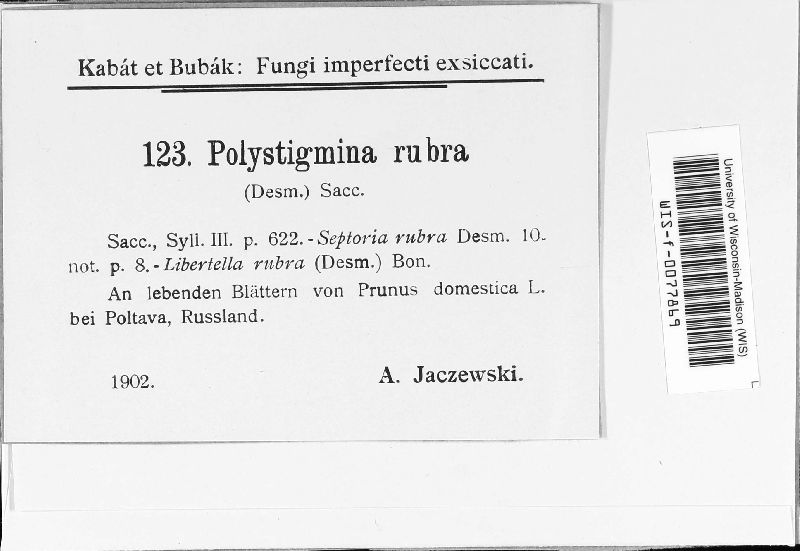 Kabát et Bubák: Fungi imperfecti exsiccati.
123. Polystigmina rubra
(Desm.) Sacc.
Sacc., Syll. III. p. 622.-Septoria rubra Desm. 10-
not. p. 8.-Libertella rubra (Desm.) Bon.
An lebenden Blättern von Prunus domestica L.
bei Poltava, Russland.
1902.
A. Jaczewski.
University of Wisconsin-Madison (WIS)
WIS-f-0077869